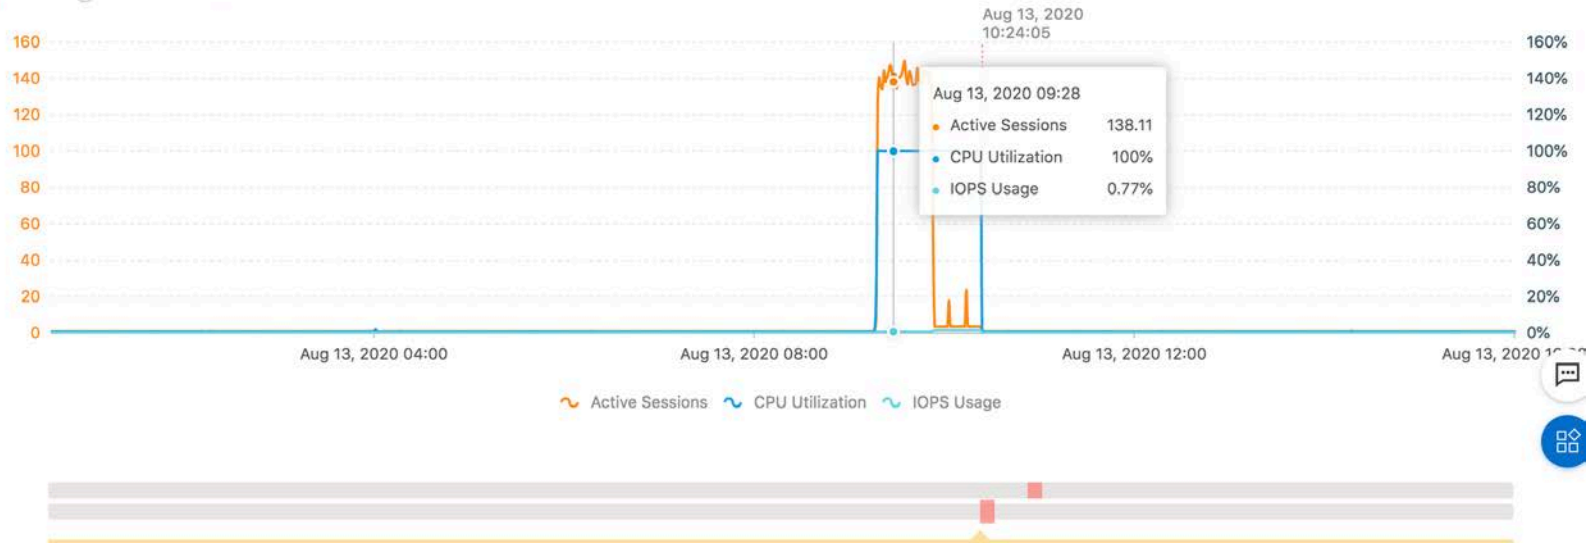 Aug 13, 2020
10:24:05
160
160%
140
140%
120
120%
100
100%
80
80%
60
60%
40
40%
20
20%
0
0%
Aug 13, 2020 09:28
Active Sessions 138.11
CPU Utilization 100%
IOPS Usage 0.77%
Aug 13, 2020 04:00
Aug 13, 2020 08:00
Aug 13, 2020 12:00
Aug 13, 2020
Active Sessions CPU Utilization IOPS Usage